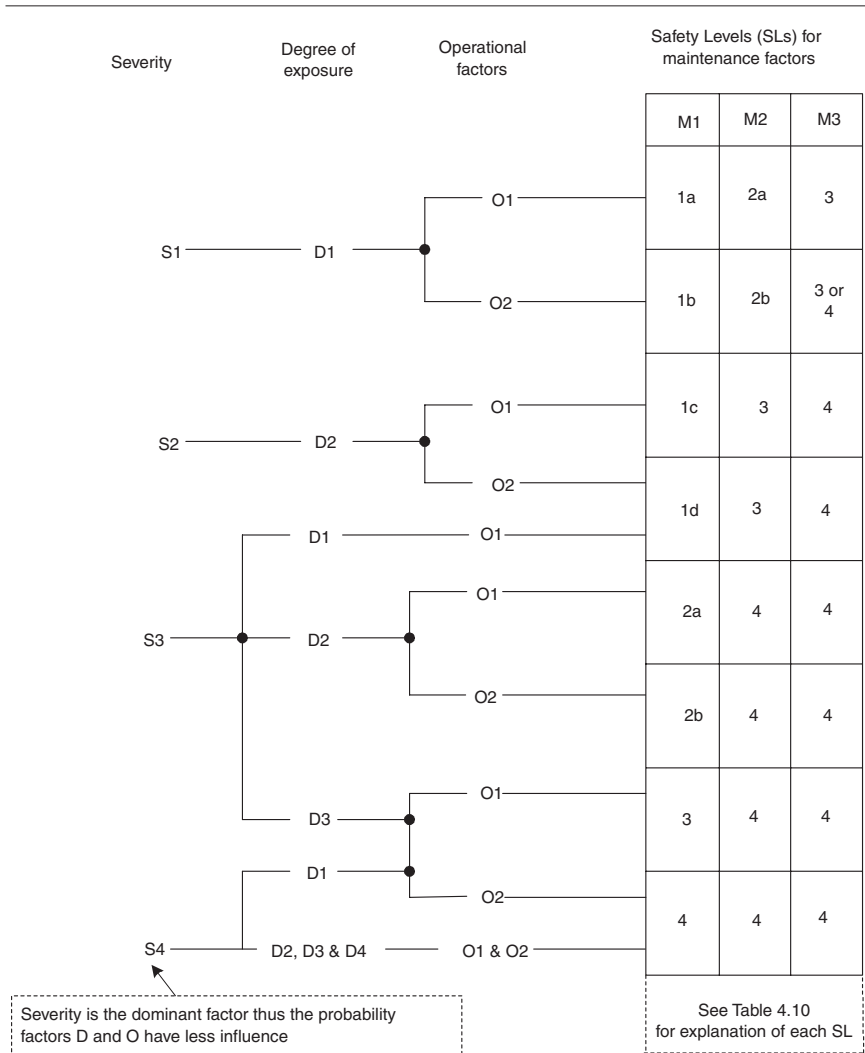 Severity
Degree of
exposure
Operational
factors
Safety Levels (SLs) for
maintenance factors
M1 M2 M3
O1 1a 2a 3
S1 D1
O2 1b 2b 3 or
4
O1 1c 3 4
S2 D2
O2
1d 3 4
D1 O1
O1
2a 4 4
S3 D2
O2
2b 4 4
O1
D3 3 4 4
D1
O2
4 4 4
S4 D2, D3 & D4 O1 & O2
Severity is the dominant factor thus the probability
factors D and O have less influence
See Table 4.10
for explanation of each SL